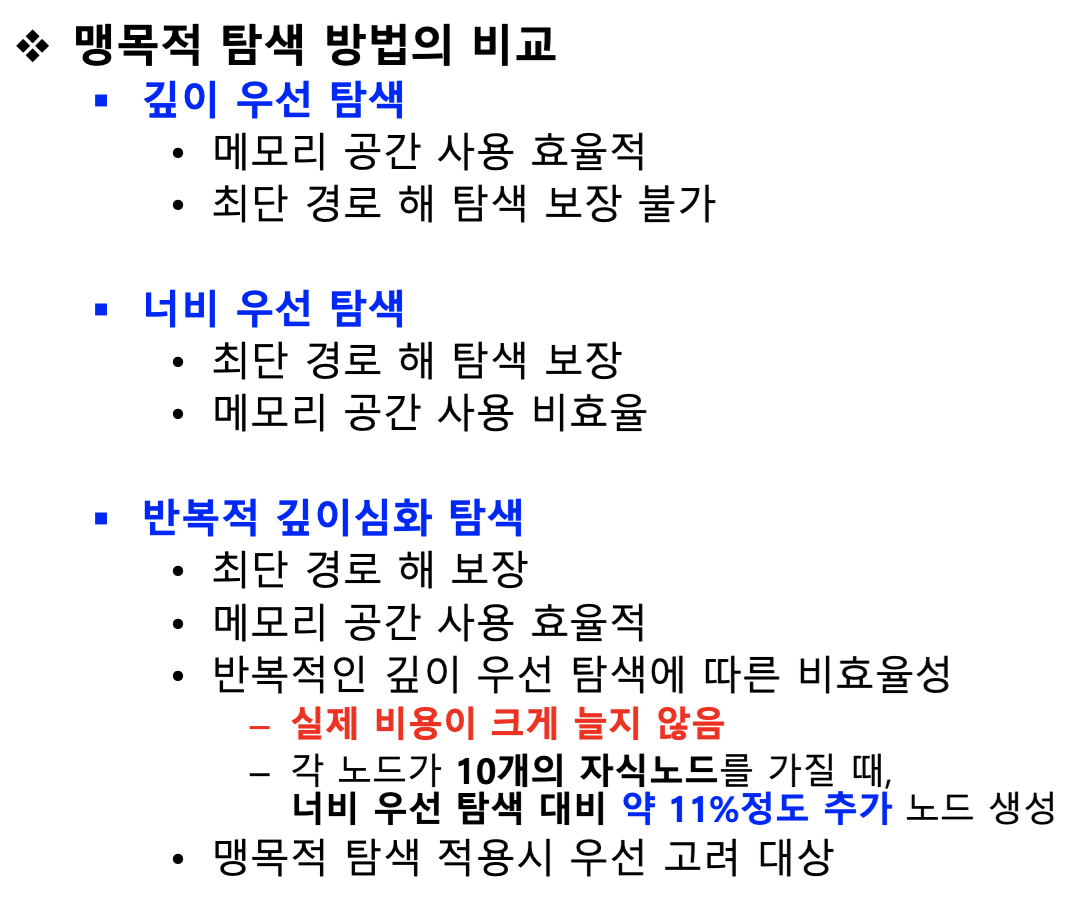 ❖ 맹목적 탐색 방법의 비교
▪ 깊이 우선 탐색
• 메모리 공간 사용 효율적
• 최단 경로 해 탐색 보장 불가
▪ 너비 우선 탐색
• 최단 경로 해 탐색 보장
• 메모리 공간 사용 비효율
▪ 반복적 깊이심화 탐색
• 최단 경로 해 보장
• 메모리 공간 사용 효율적
• 반복적인 깊이 우선 탐색에 따른 비효율성
– 실제 비용이 크게 늘지 않음
– 각 노드가 10개의 자식노드를 가질 때,
너비 우선 탐색 대비 약 11%정도 추가 노드 생성
• 맹목적 탐색 적용시 우선 고려 대상